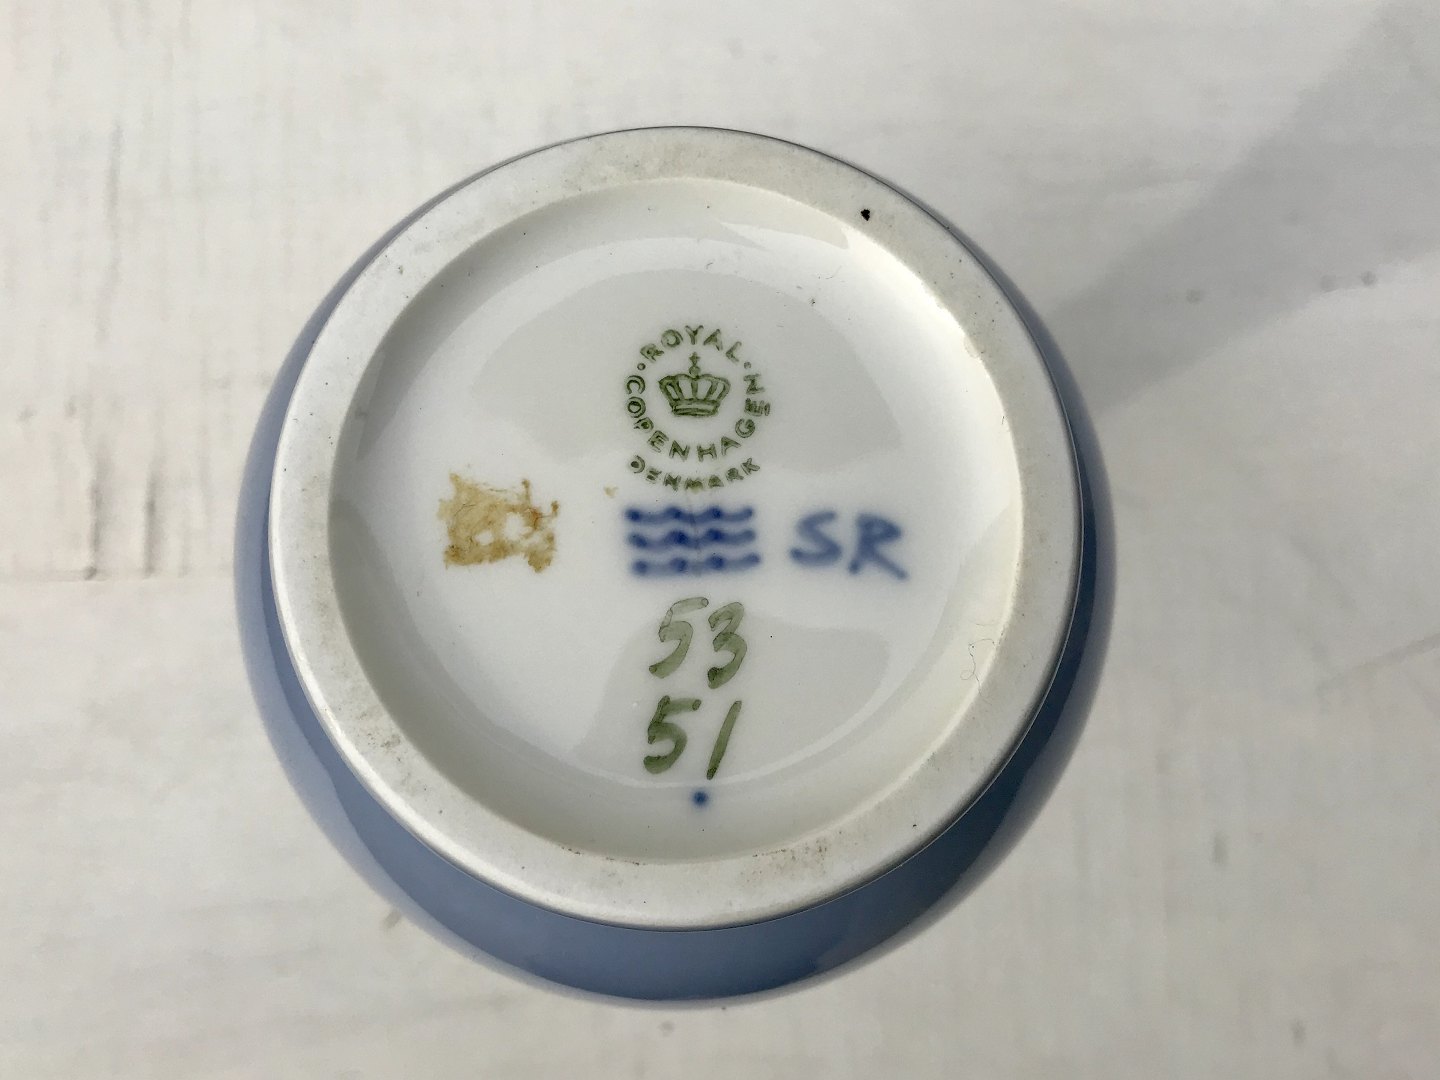 ROYAL
COPENHAGEN
DENMARK
SR
53
51